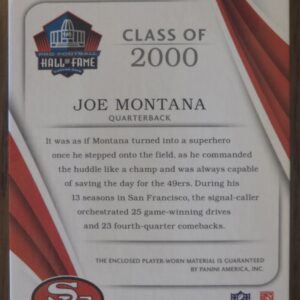 PRO FOOTBALL
HALL OF FAME
CLASS OF
2000
JOE MONTANA
QUARTERBACK
It was as if Montana turned into a superhero
once he stepped onto the field, as he commanded
the huddle like a champ and was always capable
of saving the day for the 49ers. During his
13 seasons in San Francisco, the signal-caller
orchestrated 25 game-winning drives
and 23 fourth-quarter comebacks.
THE ENCLOSED PLAYER-WORN MATERIAL IS GUARANTEED
BY PANINI AMERICA, INC.
SF
NFL